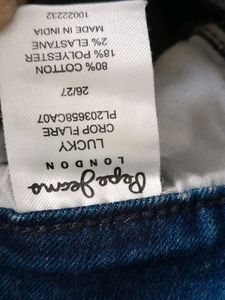 Pepe Jeans
LONDON
LUCKY
CROP FLARE
PL203658CA07
26/27
80% COTTON
18% POLYESTER
2% ELASTANE
MADE IN INDIA
10022232